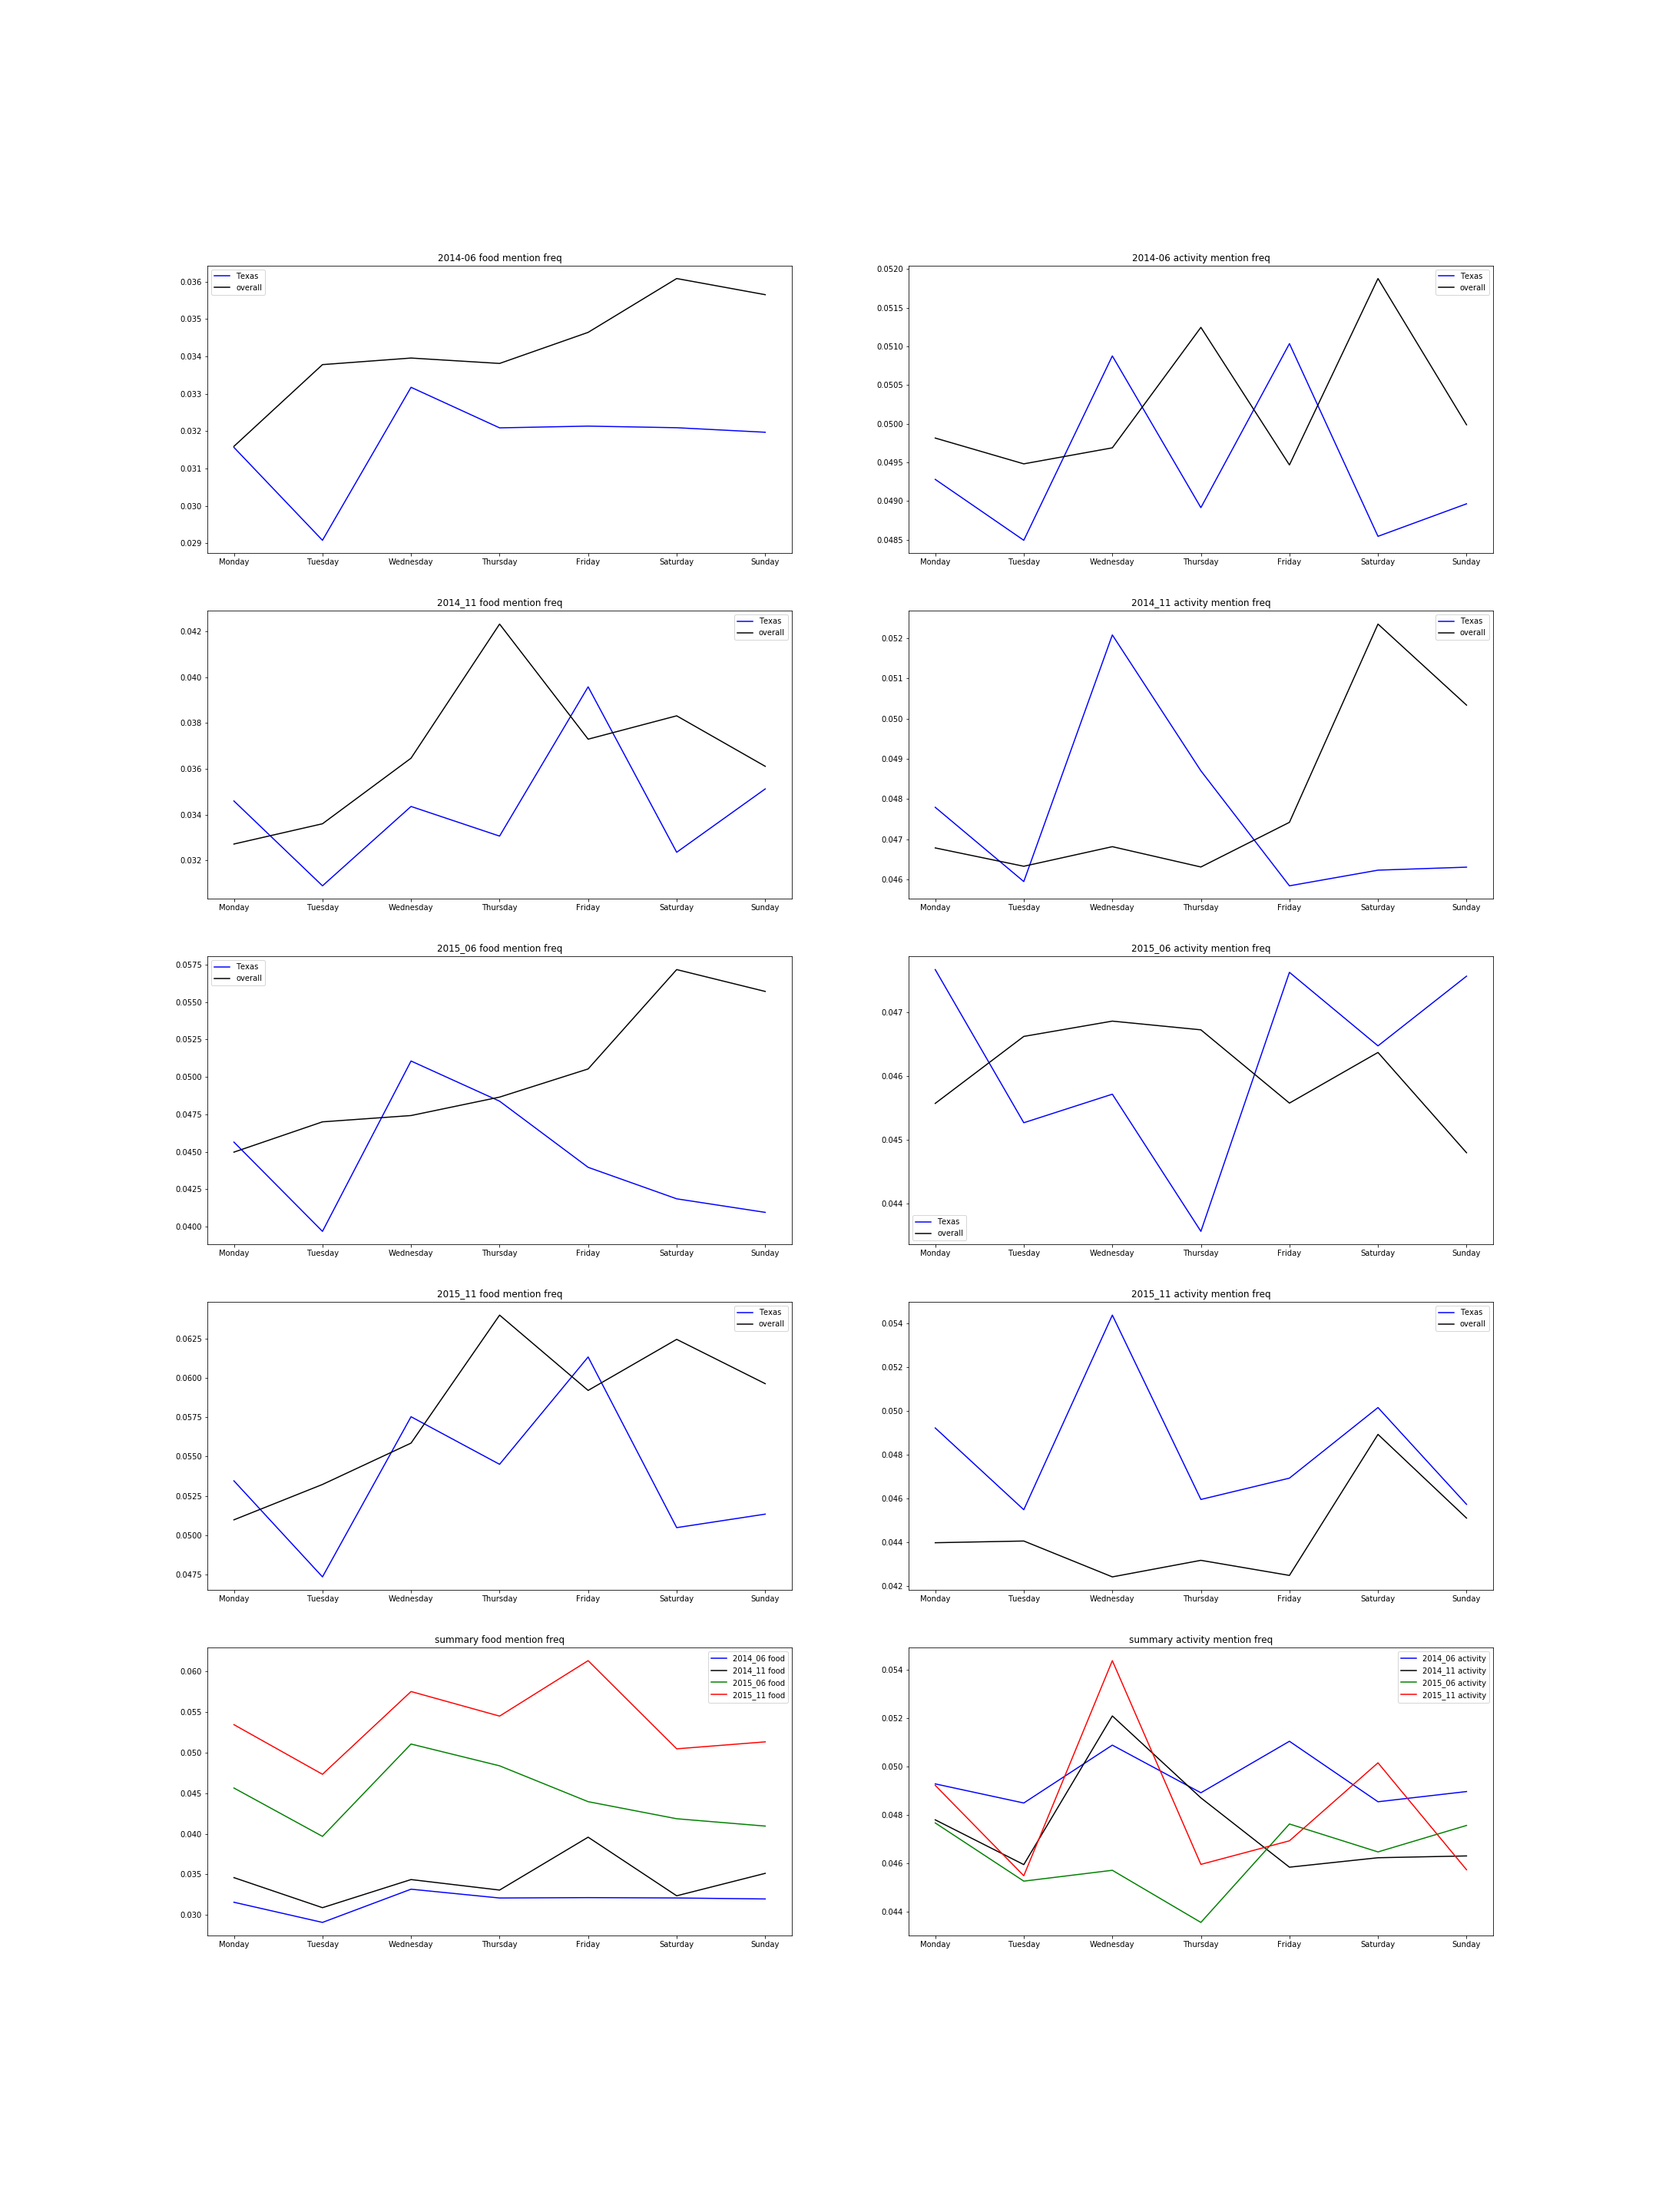 2014-06 food mention freq
Texas
overall
0.036
0.035
0.034
0.033
0.032
0.031
0.030
0.029
Monday Tuesday Wednesday Thursday Friday Saturday Sunday
2014-06 activity mention freq
Texas
overall
0.0520
0.0515
0.0510
0.0505
0.0500
0.0495
0.0490
0.0485
Monday Tuesday Wednesday Thursday Friday Saturday Sunday
2014_11 food mention freq
Texas
overall
0.042
0.040
0.038
0.036
0.034
0.032
Monday Tuesday Wednesday Thursday Friday Saturday Sunday
2014_11 activity mention freq
Texas
overall
0.052
0.051
0.050
0.049
0.048
0.047
0.046
Monday Tuesday Wednesday Thursday Friday Saturday Sunday
2015_06 food mention freq
Texas
overall
0.0575
0.0550
0.0525
0.0500
0.0475
0.0450
0.0425
0.0400
Monday Tuesday Wednesday Thursday Friday Saturday Sunday
2015_06 activity mention freq
0.047
0.046
0.045
0.044
Texas
overall
Monday Tuesday Wednesday Thursday Friday Saturday Sunday
2015_11 food mention freq
Texas
overall
0.0625
0.0600
0.0575
0.0550
0.0525
0.0500
0.0475
Monday Tuesday Wednesday Thursday Friday Saturday Sunday
2015_11 activity mention freq
Texas
overall
0.054
0.052
0.050
0.048
0.046
0.044
0.042
Monday Tuesday Wednesday Thursday Friday Saturday Sunday
summary food mention freq
2014_06 food
2014_11 food
2015_06 food
2015_11 food
0.060
0.055
0.050
0.045
0.040
0.035
0.030
Monday Tuesday Wednesday Thursday Friday Saturday Sunday
summary activity mention freq
2014_06 activity
2014_11 activity
2015_06 activity
2015_11 activity
0.054
0.052
0.050
0.048
0.046
0.044
Monday Tuesday Wednesday Thursday Friday Saturday Sunday